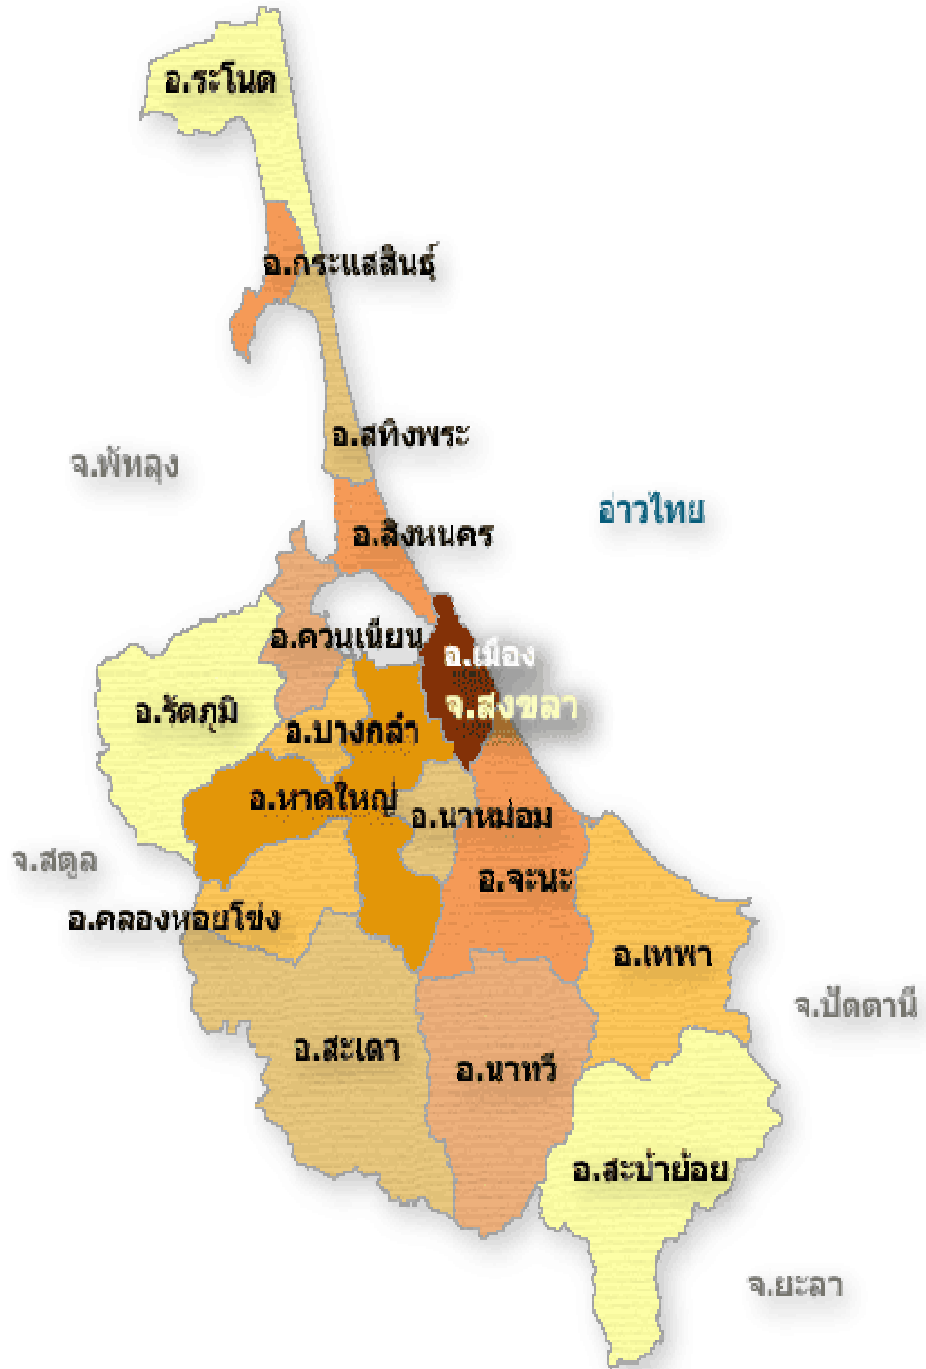 อ.ระโนด
อ.กระแสสินธุ์
อ.สทิงพระ
จ.พัทลุง
อ่าวไทย
อ.สิงหนคร
อ.ควนเนียน
อ.เมือง
จ.สงขลา
อ.รัตภูมิ
อ.บางกล่ำ
อ.หาดใหญ่
อ.นาหม่อม
จ.สตูล
อ.จะนะ
อ.คลองหอยโข่ง
อ.เทพา
จ.ปัตตานี
อ.สะเดา
อ.นาทวี
อ.สะบ้าย้อย
จ.ยะลา